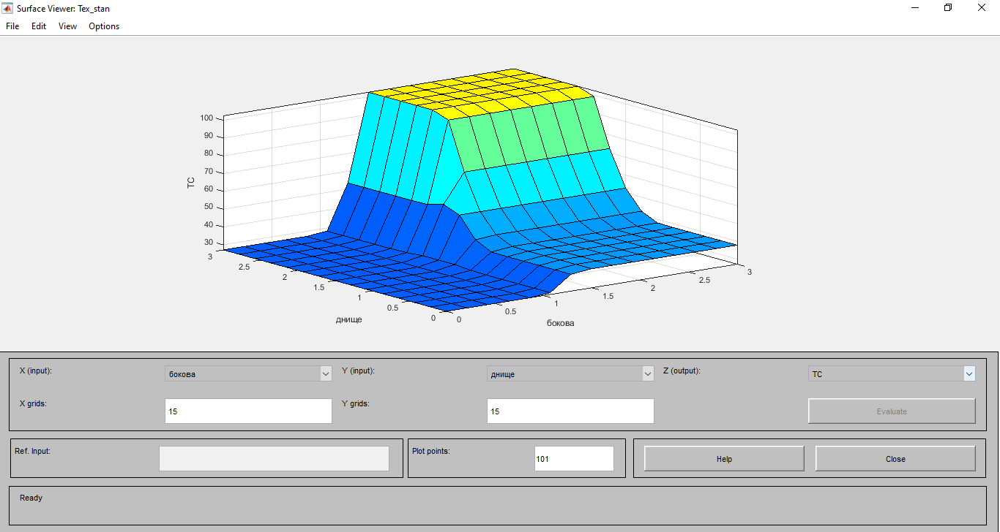 Surface Viewer: Tex_stan
File Edit View Options
100
90
80
70
60
50
40
30
TC
3
2.5
2
1.5
1
0.5
0
днище
0
0.5
1
1.5
2
2.5
3
бокова
X (input): бокова Y (input): днище Z (output): TC
X grids: 15 Y grids: 15 Evaluate
Ref. Input: Plot points: 101 Help Close
Ready